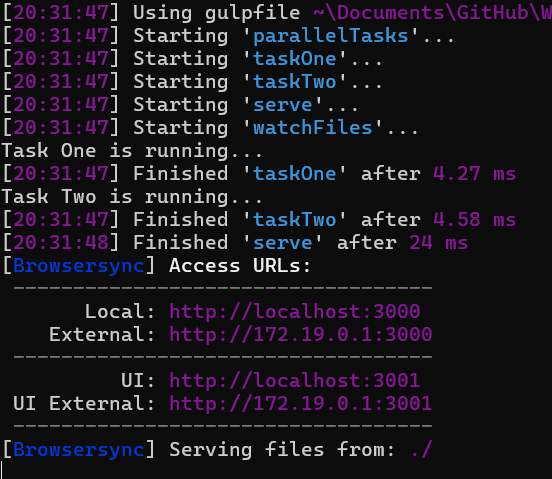 [20:31:47] Using gulpfile ~\Documents\GitHub\W
[20:31:47] Starting 'parallelTasks'...
[20:31:47] Starting 'taskOne'...
[20:31:47] Starting 'taskTwo'...
[20:31:47] Starting 'serve'...
[20:31:47] Starting 'watchFiles'...
Task One is running...
[20:31:47] Finished 'taskOne' after 4.27 ms
Task Two is running...
[20:31:47] Finished 'taskTwo' after 4.58 ms
[20:31:48] Finished 'serve' after 24 ms
[Browsersync] Access URLs:
-----------------------------------
Local: http://localhost:3000
External: http://172.19.0.1:3000
-----------------------------------
UI: http://localhost:3001
UI External: http://172.19.0.1:3001
-----------------------------------
[Browsersync] Serving files from: ./